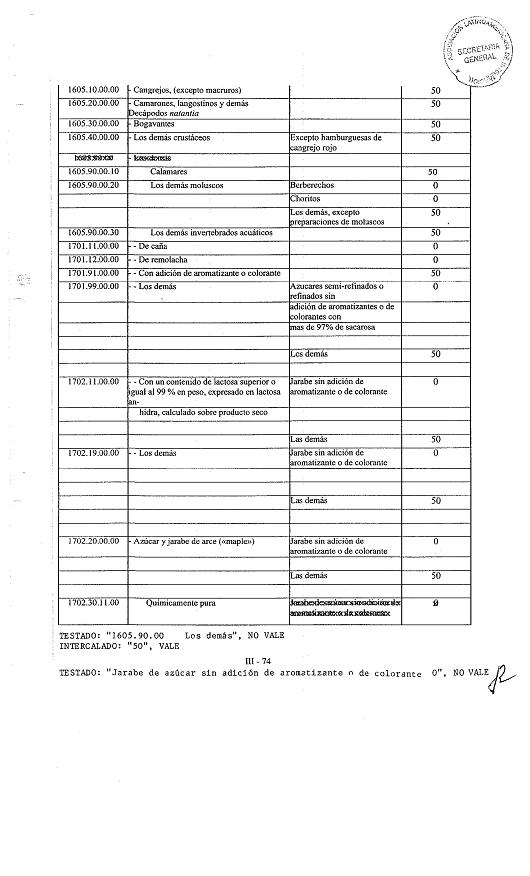 SECRETARIA
GENERAL
1605.10.00.00 - Cangrejos, (excepto macruros) 50
1605.20.00.00 - Camarones, langostinos y demás 50
Decápodos natantia
1605.30.00.00 - Bogavantes 50
1605.40.00.00 - Los demás crustáceos Excepto hamburguesas de 50
cangrejo rojo
1605.90.00 - Los demás
1605.90.00.10 Calamares 50
1605.90.00.20 Los demás moluscos Berberechos 0
Choritos 0
Los demás, excepto 50
preparaciones de moluscos
1605.90.00.30 Los demás invertebrados acuáticos 50
1701.11.00.00 - - De caña 0
1701.12.00.00 - - De remolacha 0
1701.91.00.00 - - Con adición de aromatizante o colorante 50
1701.99.00.00 - - Los demás Azucares semi-refinados o 0
refinados sin
adición de aromatizantes o de
colorantes con
mas de 97% de sacarosa
Los demás 50
1702.11.00.00 - - Con un contenido de lactosa superior o Jarabe sin adición de 0
igual al 99 % en peso, expresado en lactosa aromatizante o de colorante
an-
hidra, calculado sobre producto seco
Las demás 50
1702.19.00.00 - - Los demás Jarabe sin adición de 0
aromatizante o de colorante
Las demás 50
1702.20.00.00 - Azúcar y jarabe de arce («maple») Jarabe sin adición de 0
aromatizante o de colorante
Las demás 50
1702.30.11.00 Químicamente pura
TESTADO: "1605.90.00 Los demás", NO VALE
INTERCALADO: "50", VALE
III - 74
TESTADO: "Jarabe de azúcar sin adición de aromatizante o de colorante 0", NO VALE